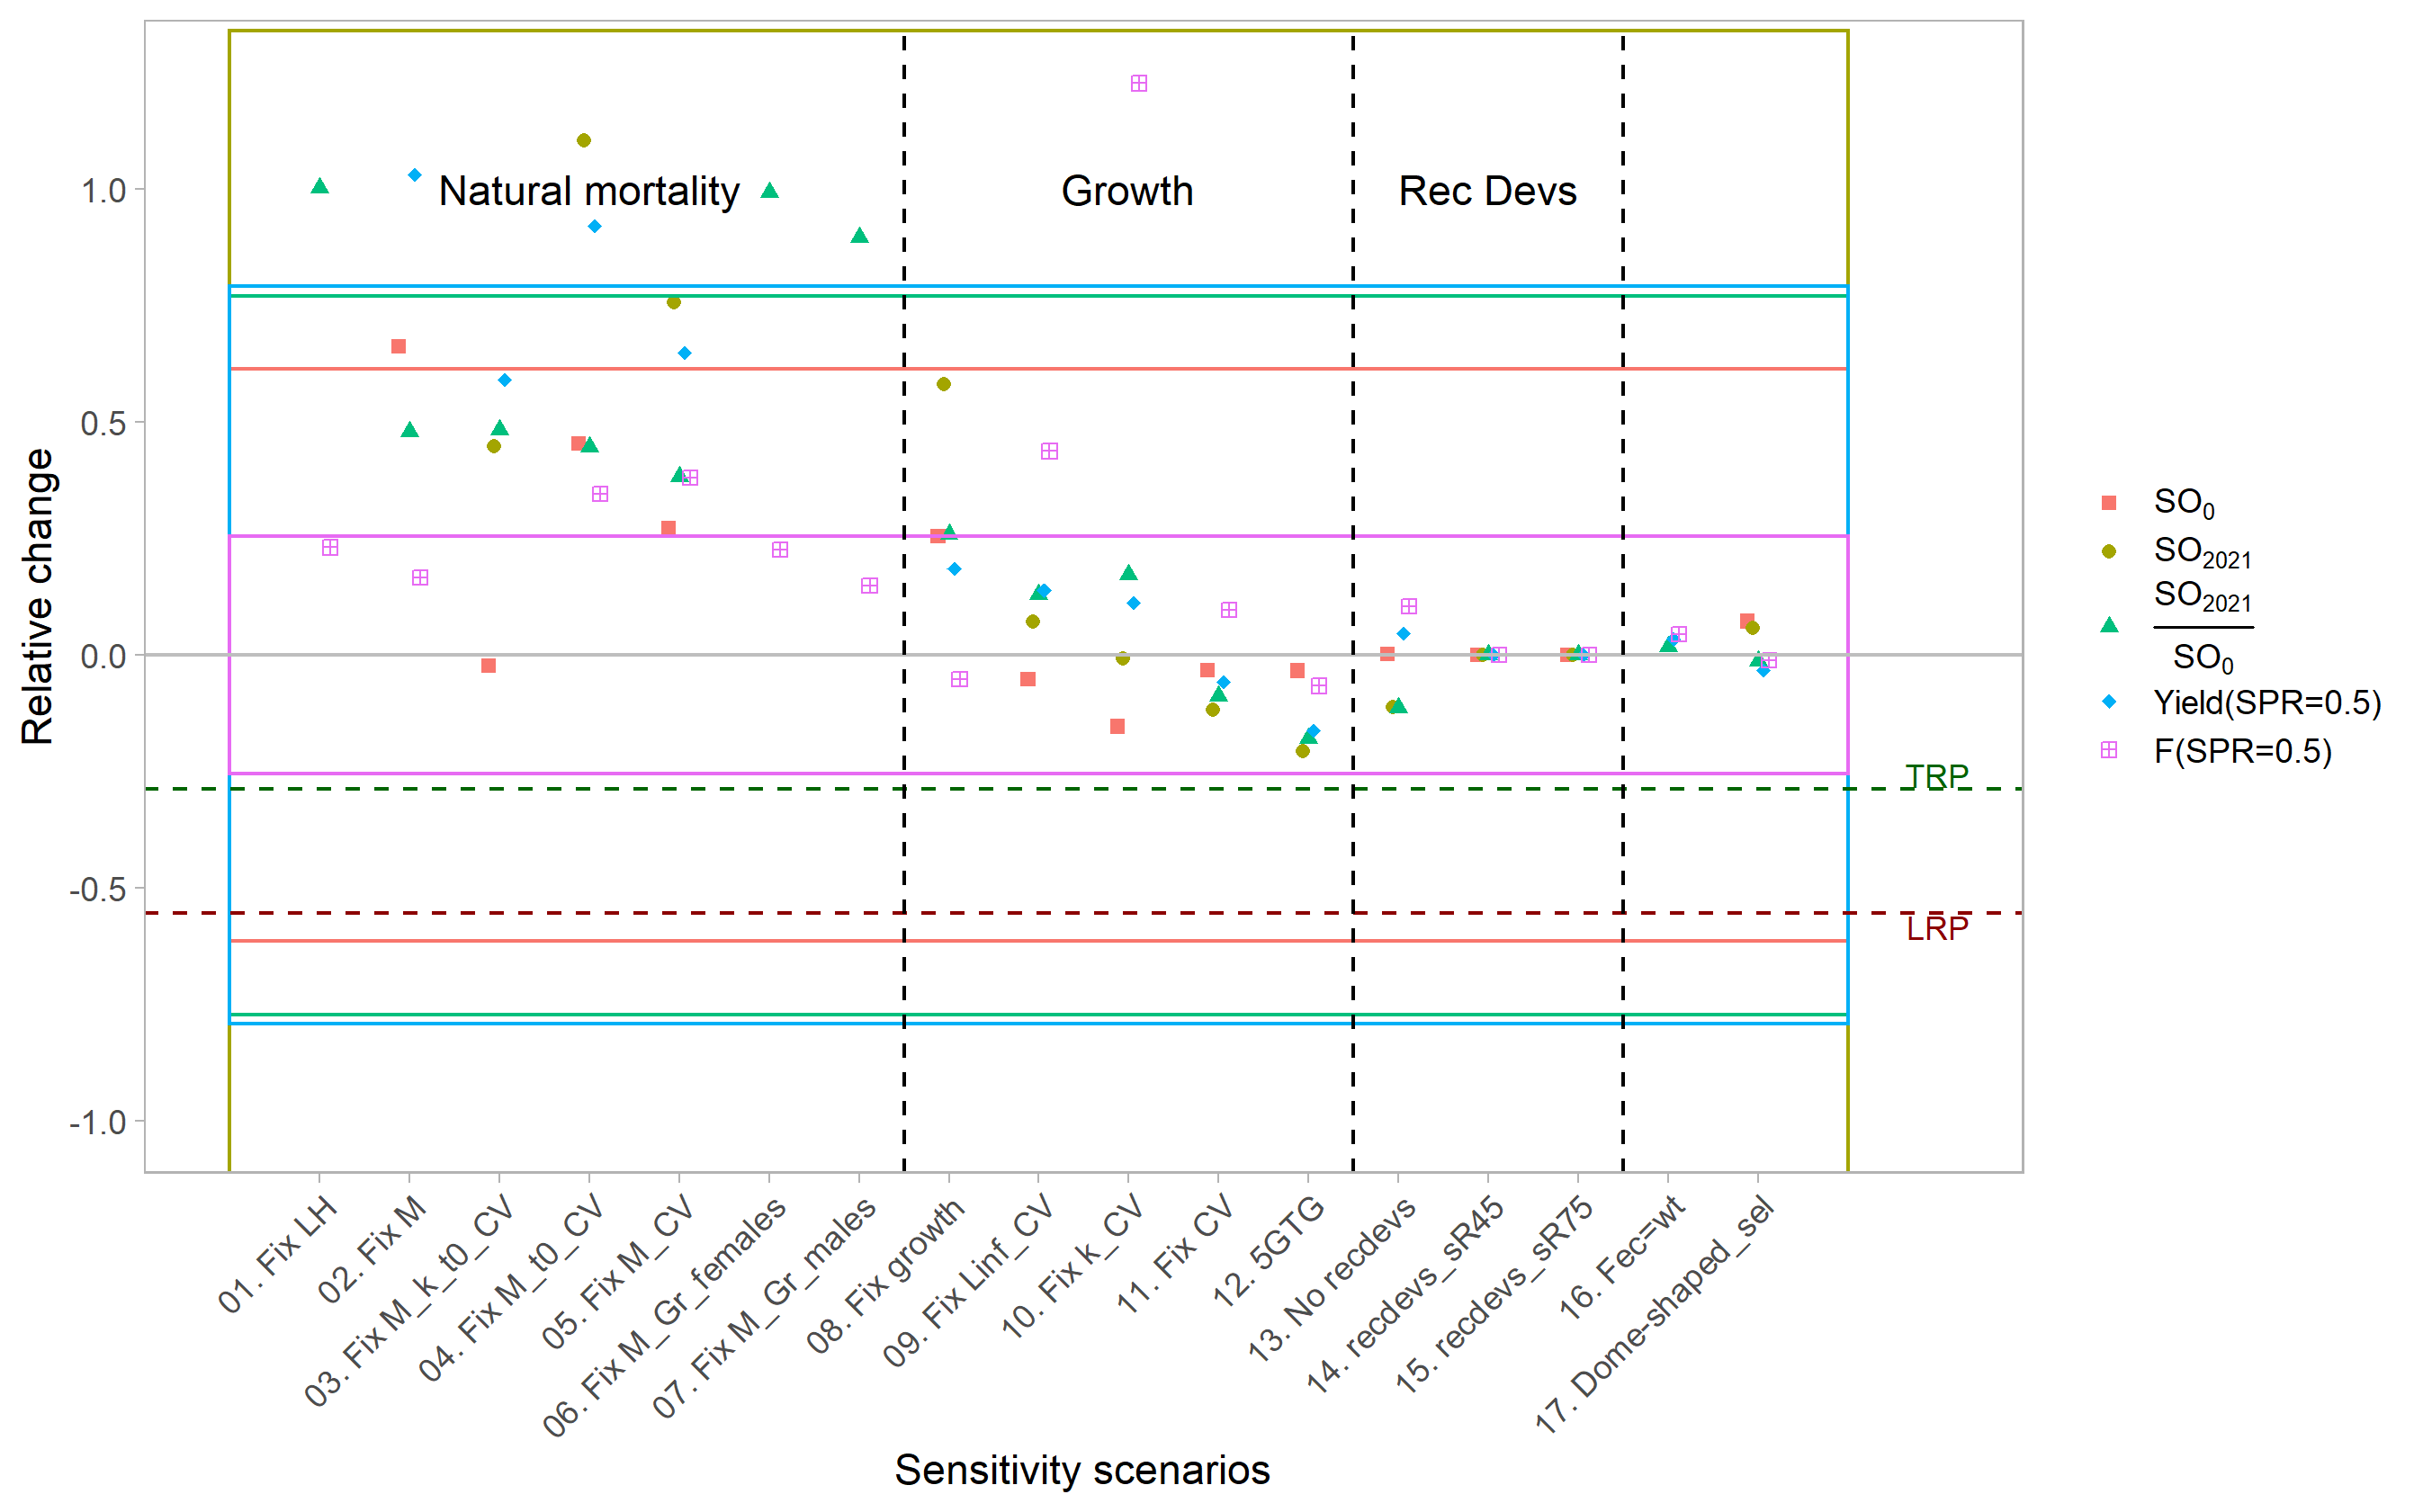 Relative change
1.0
0.5
0.0
-0.5
-1.0
Natural mortality
Growth
Rec Devs
TRP
LRP
01. Fix LH
02. Fix M
03. Fix M_k_t0_CV
04. Fix M_t0_CV
05. Fix M_CV
06. Fix M_Gr_females
07. Fix M_Gr_males
08. Fix growth
09. Fix Linf_CV
10. Fix k_CV
11. Fix CV
12. 5GTG
13. No recdevs
14. recdevs_sR45
15. recdevs_sR75
16. Fec=wt
17. Dome-shaped_sel
Sensitivity scenarios
SO₀
SO₂₀₂₁
SO₂₀₂₁
SO₀
Yield(SPR=0.5)
F(SPR=0.5)